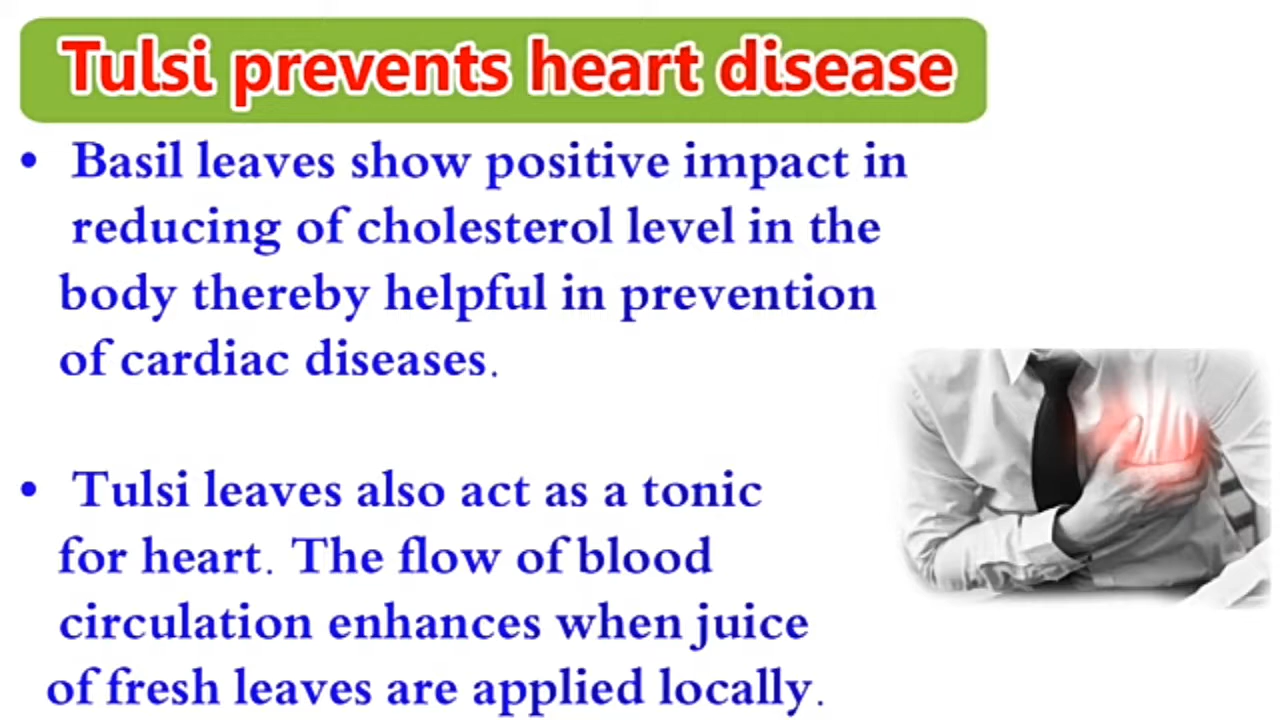 Tulsi prevents heart disease
• Basil leaves show positive impact in
reducing of cholesterol level in the
body thereby helpful in prevention
of cardiac diseases.
• Tulsi leaves also act as a tonic
for heart. The flow of blood
circulation enhances when juice
of fresh leaves are applied locally.